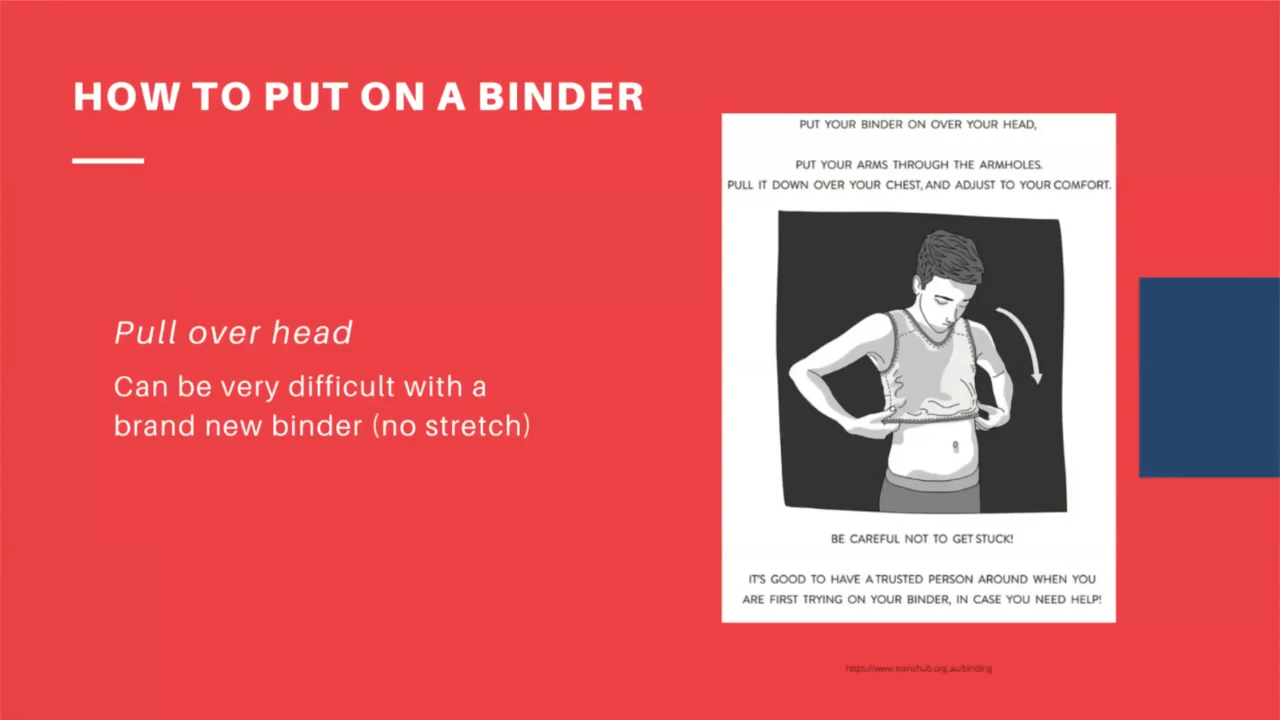 HOW TO PUT ON A BINDER
Pull over head
Can be very difficult with a
brand new binder (no stretch)
PUT YOUR BINDER ON OVER YOUR HEAD,
PUT YOUR ARMS THROUGH THE ARMHOLES.
PULL IT DOWN OVER YOUR CHEST, AND ADJUST TO YOUR COMFORT.
BE CAREFUL NOT TO GET STUCK!
IT'S GOOD TO HAVE A TRUSTED PERSON AROUND WHEN YOU
ARE FIRST TRYING ON YOUR BINDER, IN CASE YOU NEED HELP!
https://www.transhub.org.au/binding